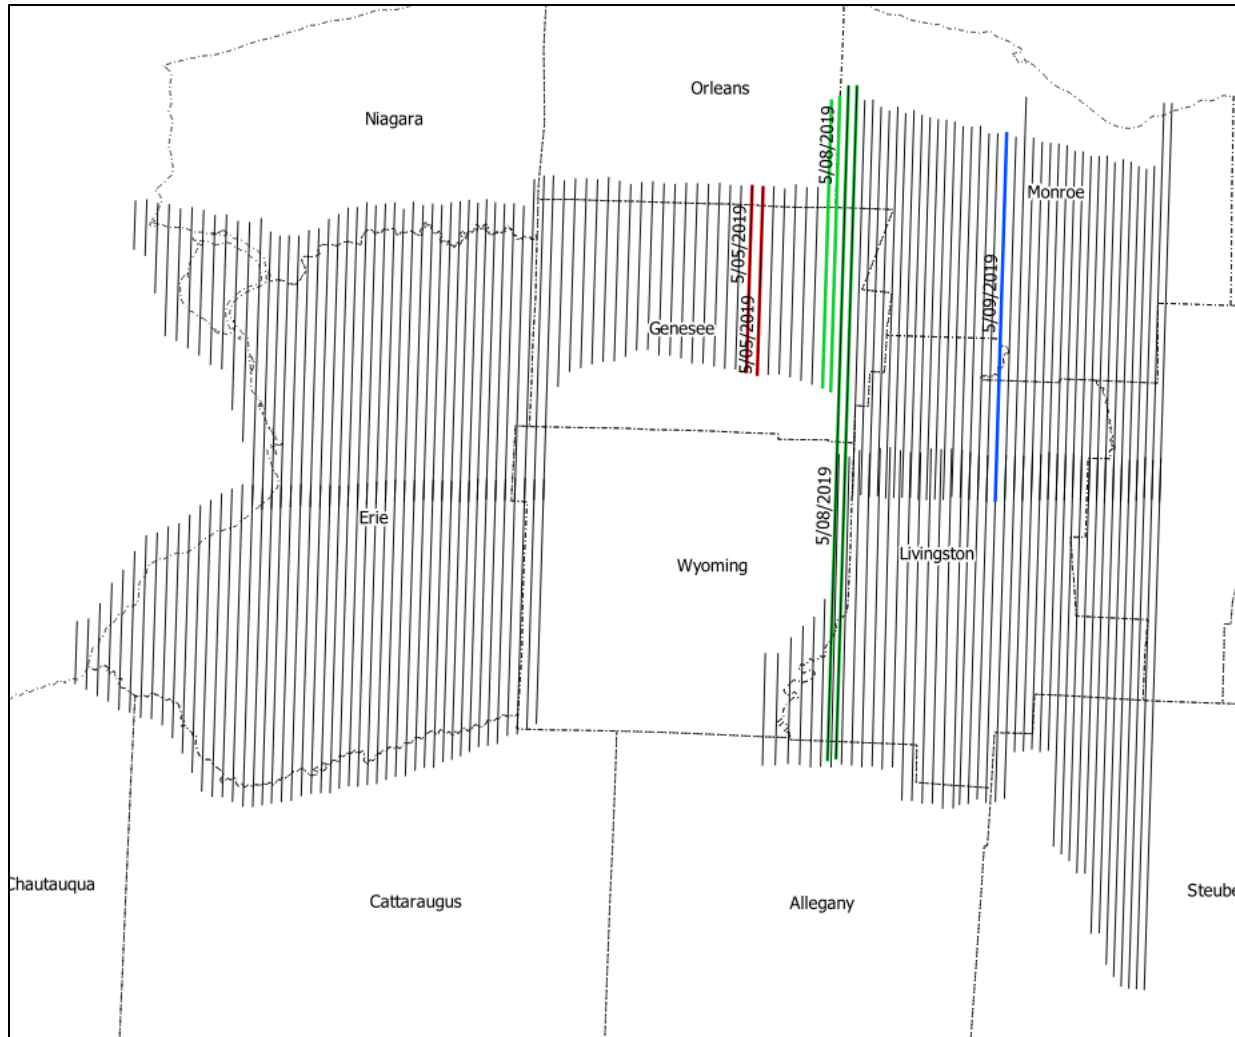 Orleans
Niagara
5/08/2019
Monroe
5/05/2019
5/09/2019
Genesee
5/05/2019
5/08/2019
Erie
Livingston
Wyoming
Chautauqua
Cattaraugus
Allegany
Steube